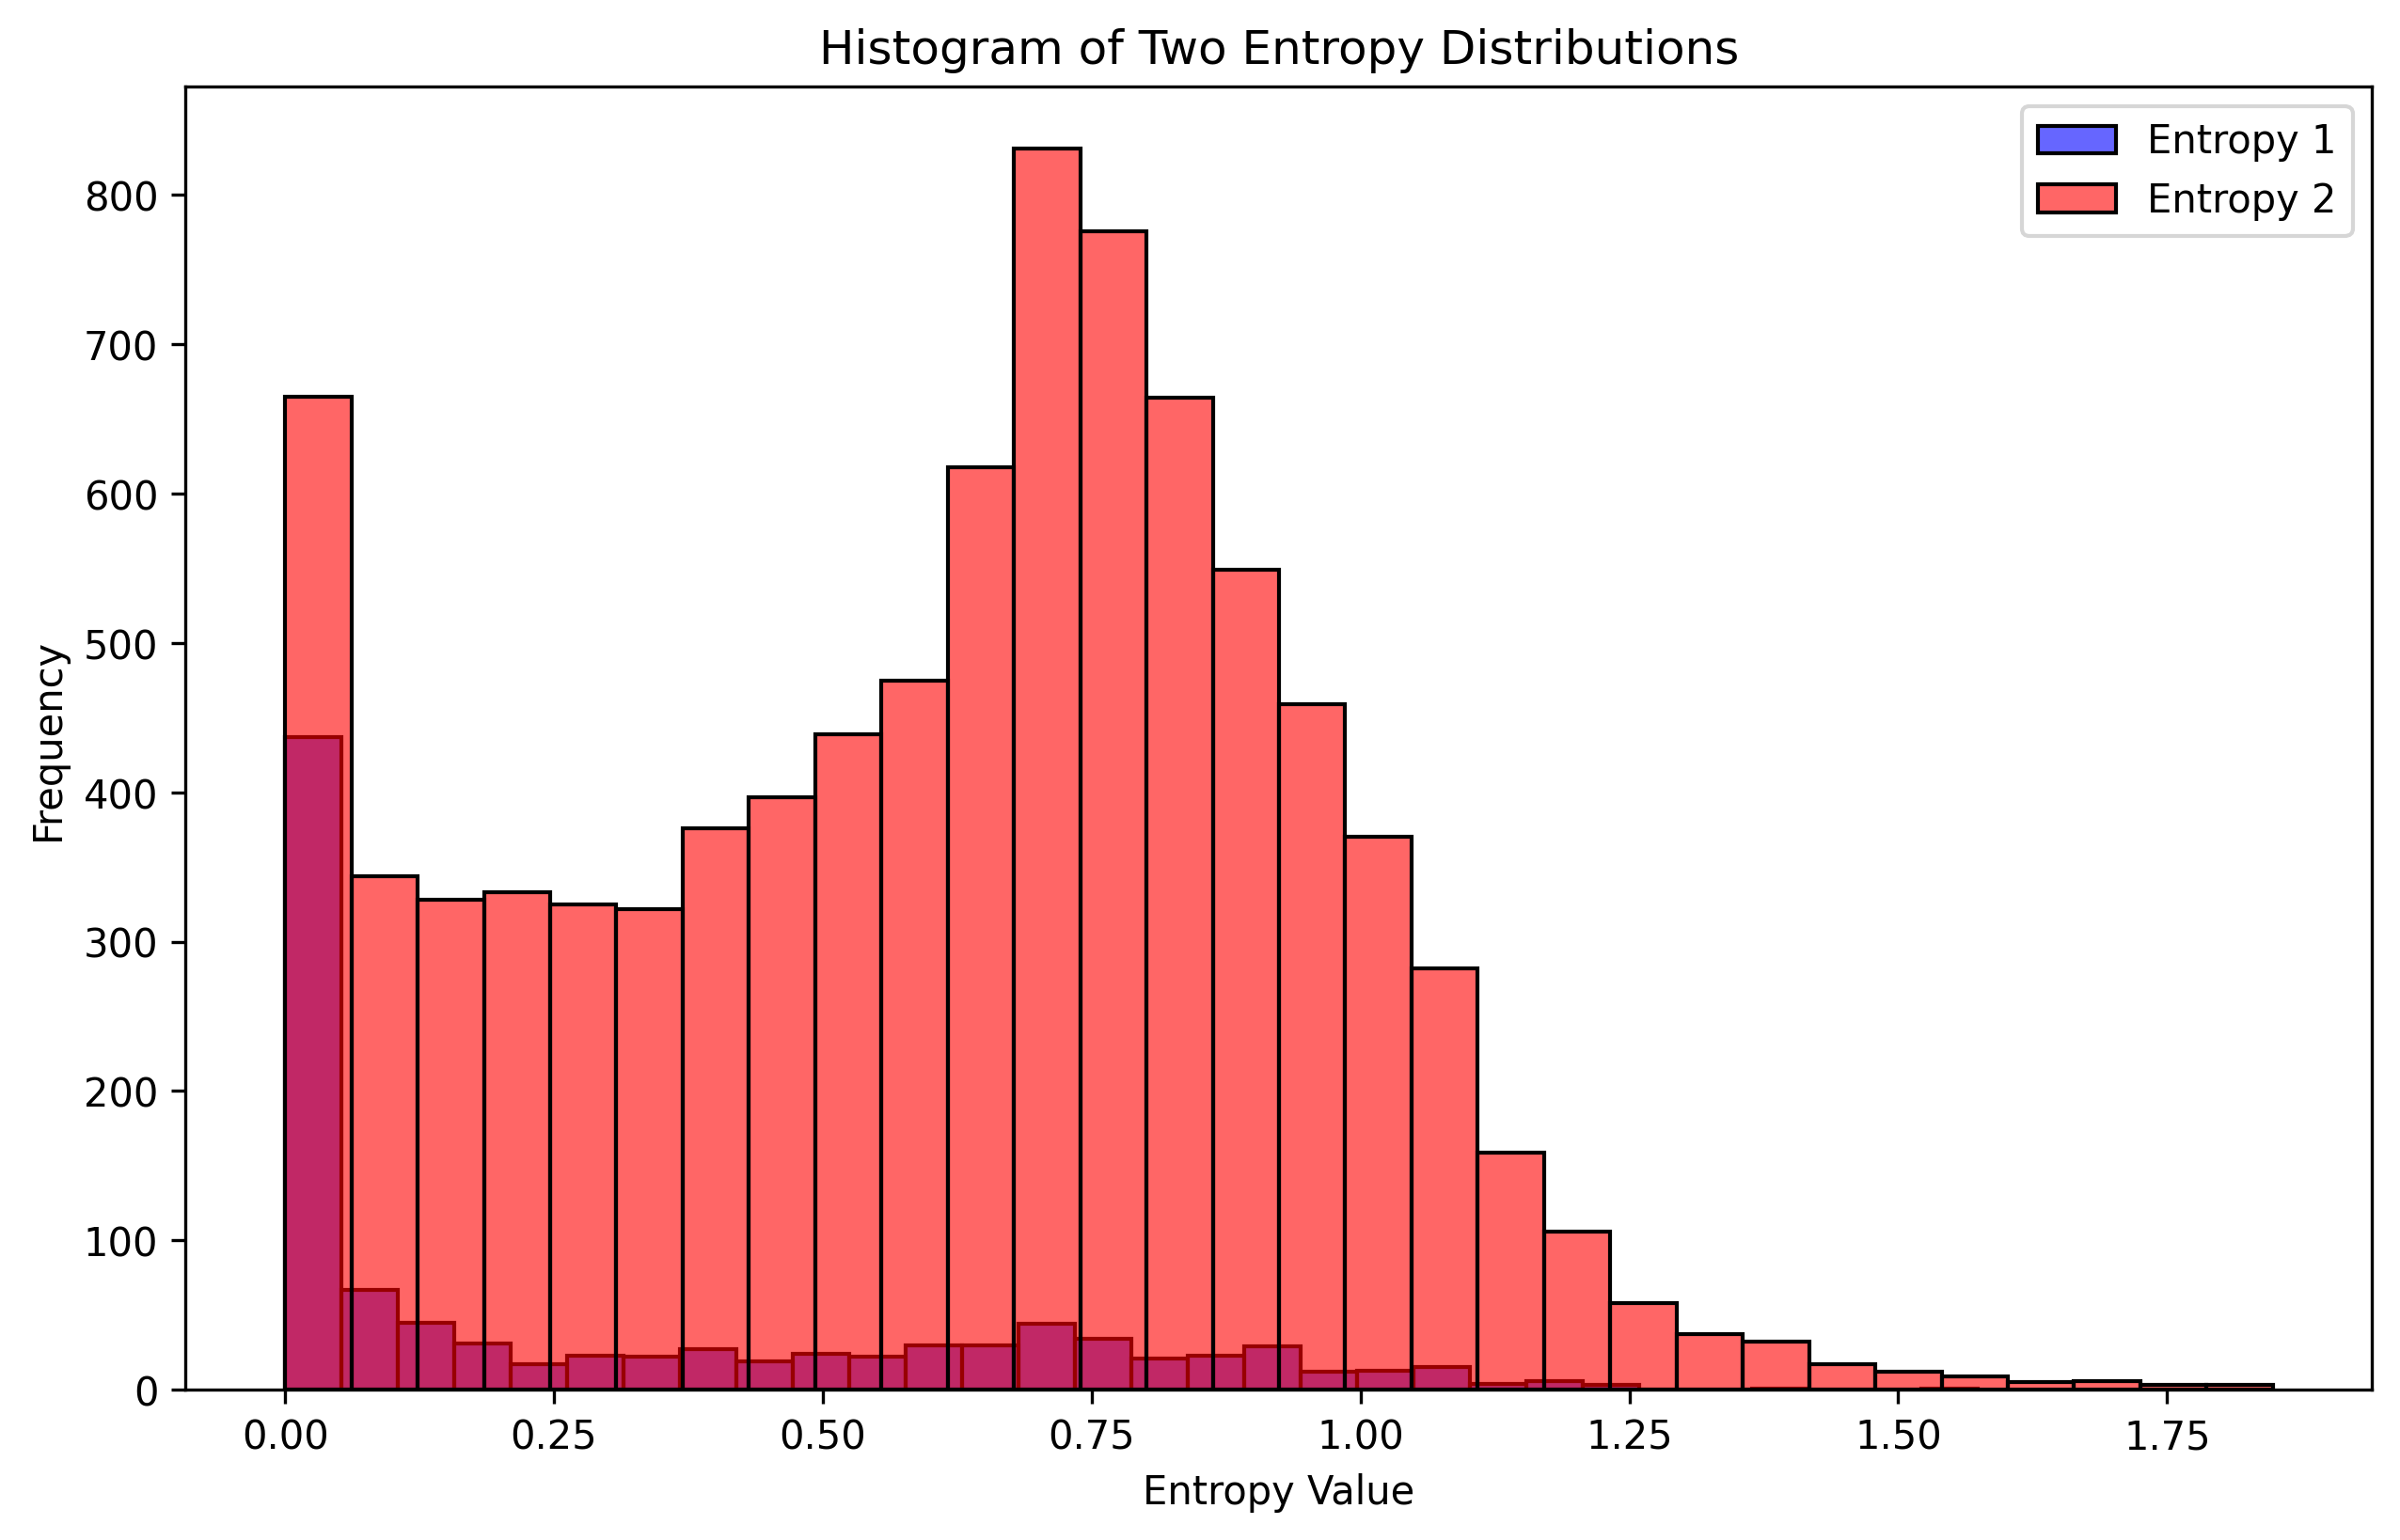 Histogram of Two Entropy Distributions
Entropy 1
Entropy 2
800
700
600
500
400
300
200
100
0
Frequency
0.00 0.25 0.50 0.75 1.00 1.25 1.50 1.75
Entropy Value